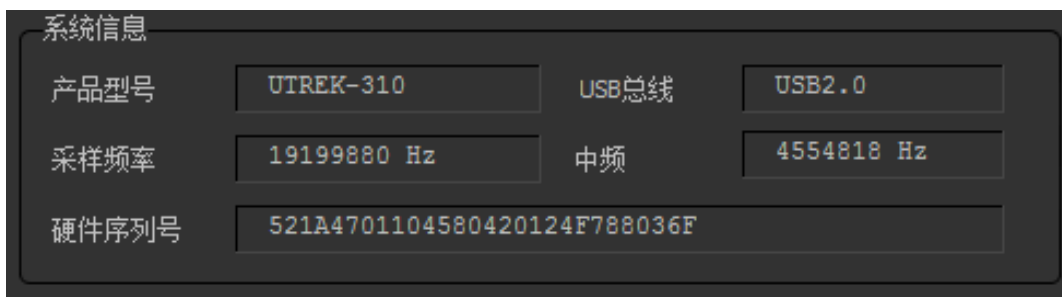 系统信息
产品型号 UTREK-310 USB总线 USB2.0
采样频率 19199880 Hz 中频 4554818 Hz
硬件序列号 521A4701104580420124F788036F